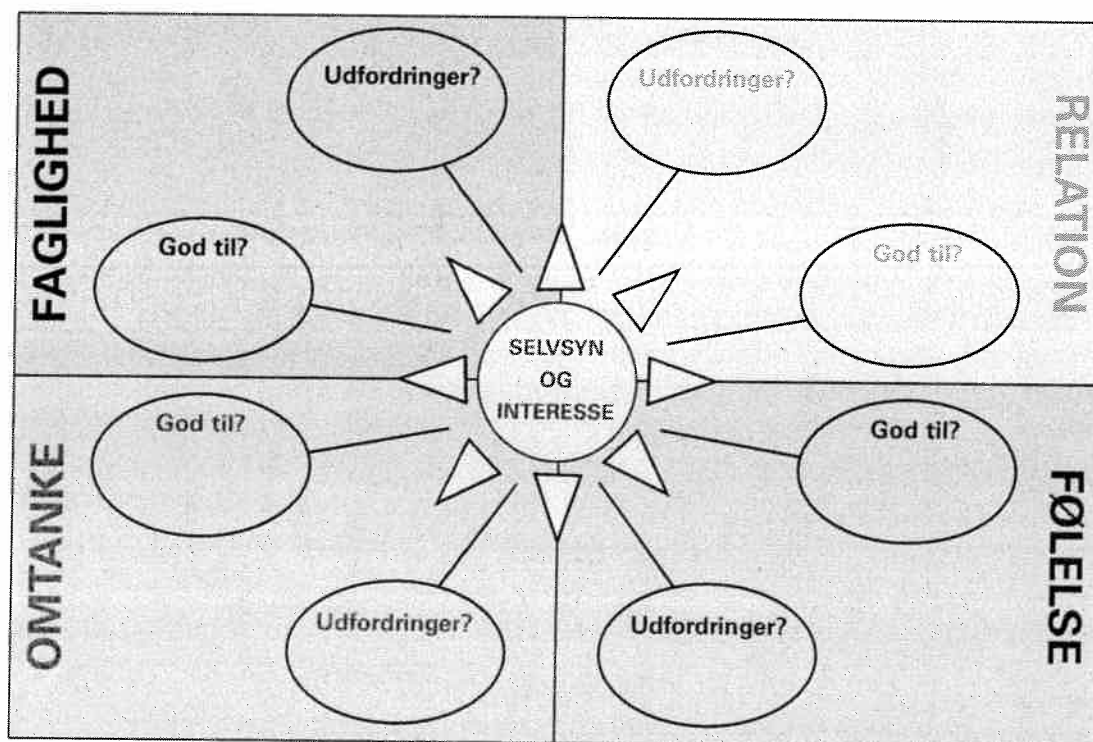 FAGLIGHED
Udfordringer?
God til?
RELATION
Udfordringer?
God til?
SELVSYN
OG
INTERESSE
OMTANKE
God til?
Udfordringer?
FØLELSE
God til?
Udfordringer?